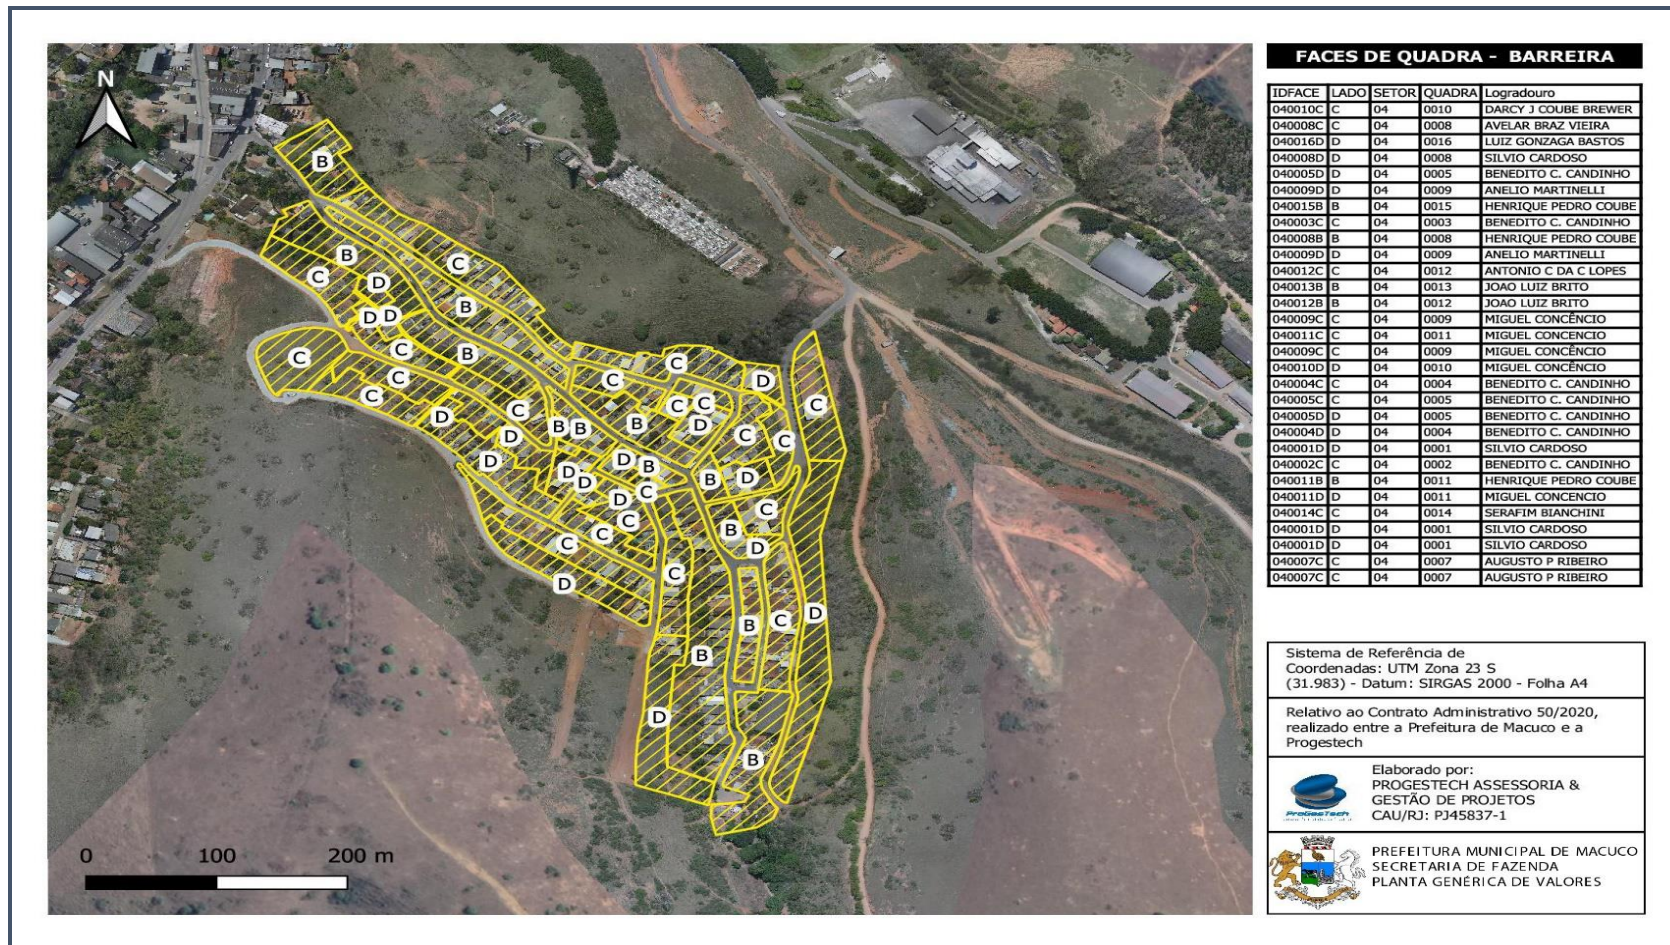 N
B
B
C
D
C
B
D D
C
B
C
C
C
C
D
C
D
D
B B
C
C
D
C C
D
B
C
C
C
D
B
D
B
D
D
D
C
C
C
C
D
C
B
C
D
B
C
D
B
D
B
0 100 200 m
FACES DE QUADRA - BARREIRA
IDFACE LADO SETOR QUADRA Logradouro
040010C C 04 0010 DARCY J COUBE BREWER
040008C C 04 0008 AVELAR BRAZ VIEIRA
040016D D 04 0016 LUIZ GONZAGA BASTOS
040008D D 04 0008 SILVIO CARDOSO
040005D D 04 0005 BENEDITO C. CANDINHO
040009D D 04 0009 ANELIO MARTINELLI
040015B B 04 0015 HENRIQUE PEDRO COUBE
040003C C 04 0003 BENEDITO C. CANDINHO
040008B B 04 0008 HENRIQUE PEDRO COUBE
040009D D 04 0009 ANELIO MARTINELLI
040012C C 04 0012 ANTONIO C DA C LOPES
040013B B 04 0013 JOAO LUIZ BRITO
040012B B 04 0012 JOAO LUIZ BRITO
040009C C 04 0009 MIGUEL CONCÊNCIO
040011C C 04 0011 MIGUEL CONCENCIO
040009C C 04 0009 MIGUEL CONCÊNCIO
040010D D 04 0010 MIGUEL CONCÊNCIO
040004C C 04 0004 BENEDITO C. CANDINHO
040005C C 04 0005 BENEDITO C. CANDINHO
040005D D 04 0005 BENEDITO C. CANDINHO
040004D D 04 0004 BENEDITO C. CANDINHO
040001D D 04 0001 SILVIO CARDOSO
040002C C 04 0002 BENEDITO C. CANDINHO
040011B B 04 0011 HENRIQUE PEDRO COUBE
040011D D 04 0011 MIGUEL CONCENCIO
040014C C 04 0014 SERAFIM BIANCHINI
040001D D 04 0001 SILVIO CARDOSO
040001D D 04 0001 SILVIO CARDOSO
040007C C 04 0007 AUGUSTO P RIBEIRO
040007C C 04 0007 AUGUSTO P RIBEIRO
Sistema de Referência de
Coordenadas: UTM Zona 23 S
(31.983) - Datum: SIRGAS 2000 - Folha A4
Relativo ao Contrato Administrativo 50/2020,
realizado entre a Prefeitura de Macuco e a
Progestech
Elaborado por:
PROGESTECH ASSESSORIA &
GESTÃO DE PROJETOS
CAU/RJ: PJ45837-1
ProGesTech
PREFEITURA MUNICIPAL DE MACUCO
SECRETARIA DE FAZENDA
PLANTA GENÉRICA DE VALORES